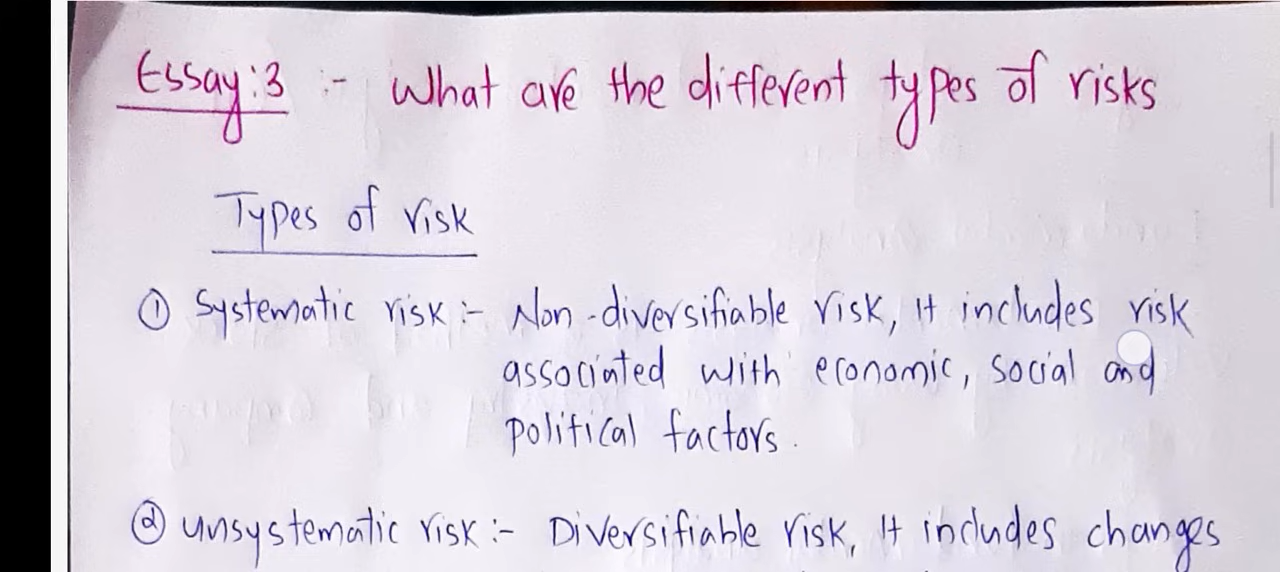 Essay:3 :- What are the different types of risks
Types of risk
① Systematic risk :- Non-diversifiable risk, It includes risk
associated with economic, social and
political factors.
② unsystematic risk :- Diversifiable risk, It includes changes